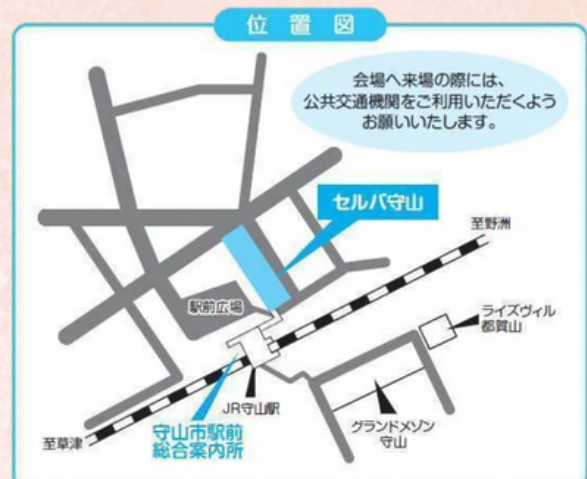 位置図
会場へ来場の際には、
公共交通機関をご利用いただくよう
お願いいたします。
セルバ守山
至野洲
駅前広場
ライズヴィル
都賀山
JR守山駅
グランドメゾン
守山
守山市駅前
総合案内所
至草津